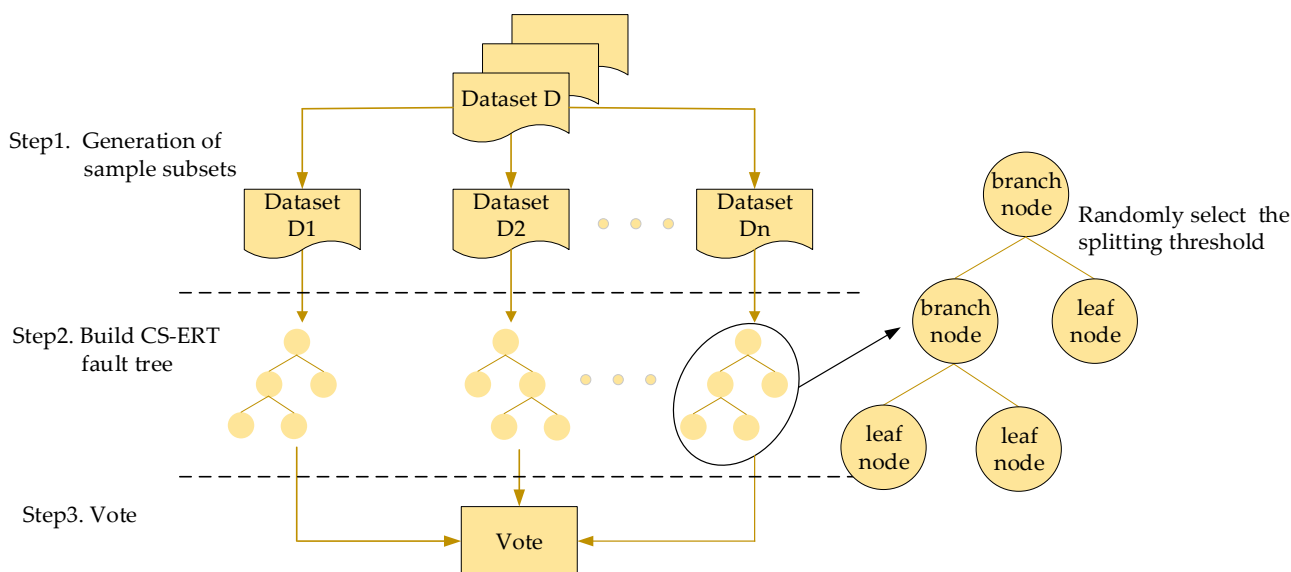 Dataset D
Step1. Generation of
sample subsets
Dataset
D1
Dataset
D2
Dataset
Dn
branch
node
Randomly select the
splitting threshold
branch
node
leaf
node
Step2. Build CS-ERT
fault tree
leaf
node
leaf
node
Step3. Vote
Vote